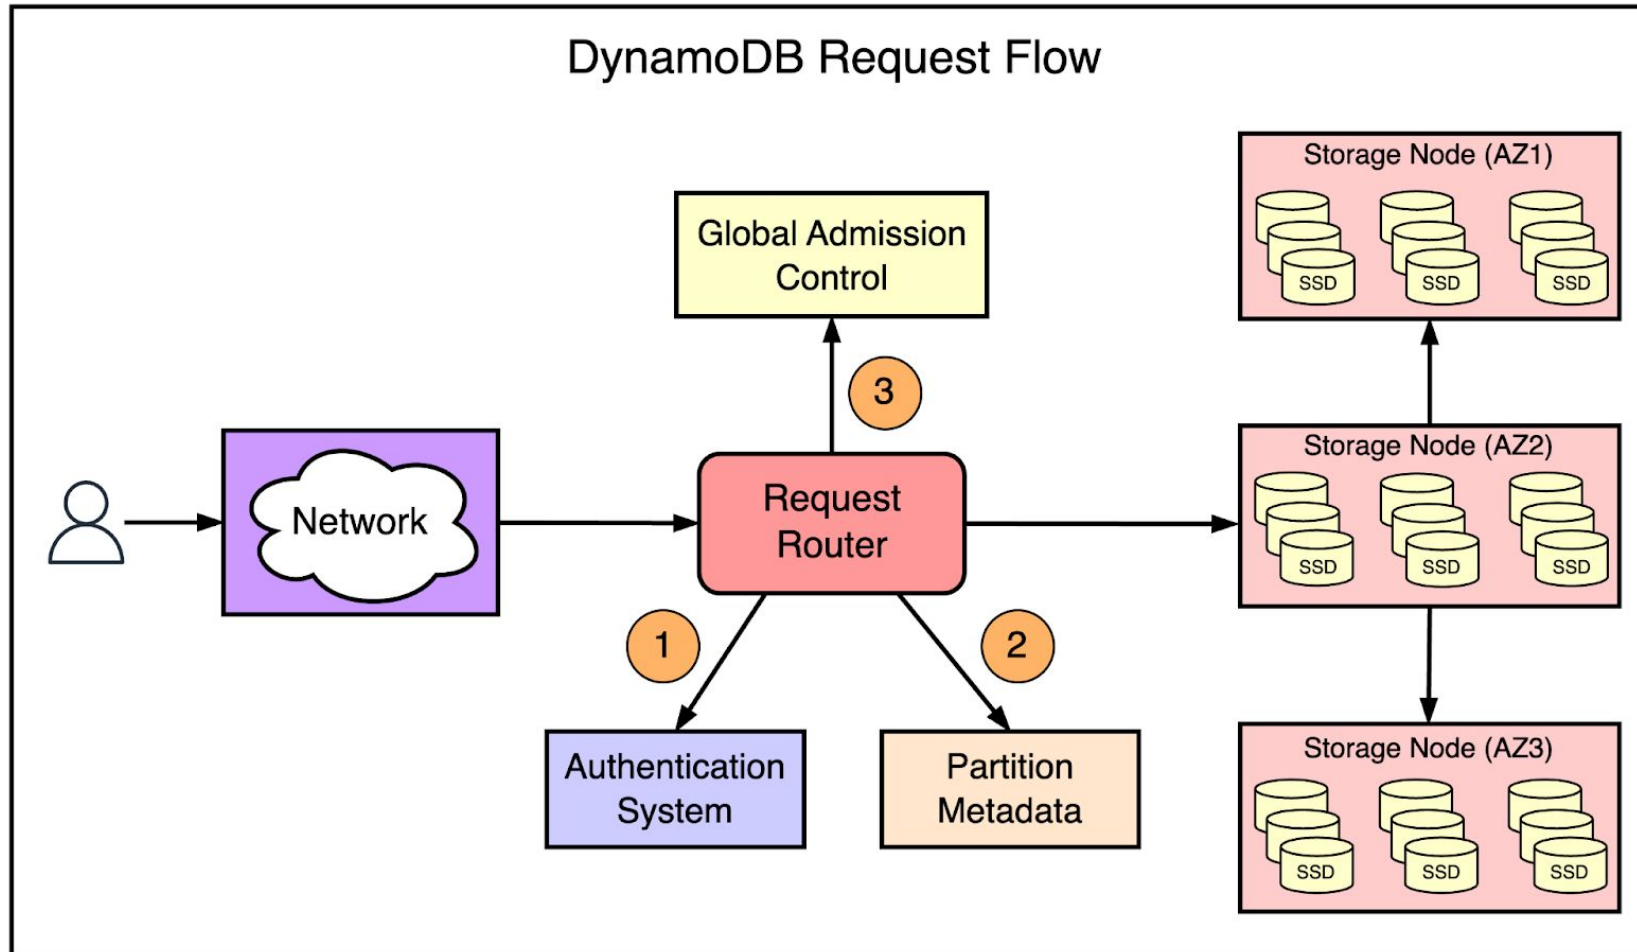 DynamoDB Request Flow
Storage Node (AZ1)
SSD
SSD
SSD
Global Admission
Control
3
Storage Node (AZ2)
SSD
SSD
SSD
Network
Request
Router
1
2
Authentication
System
Partition
Metadata
Storage Node (AZ3)
SSD
SSD
SSD